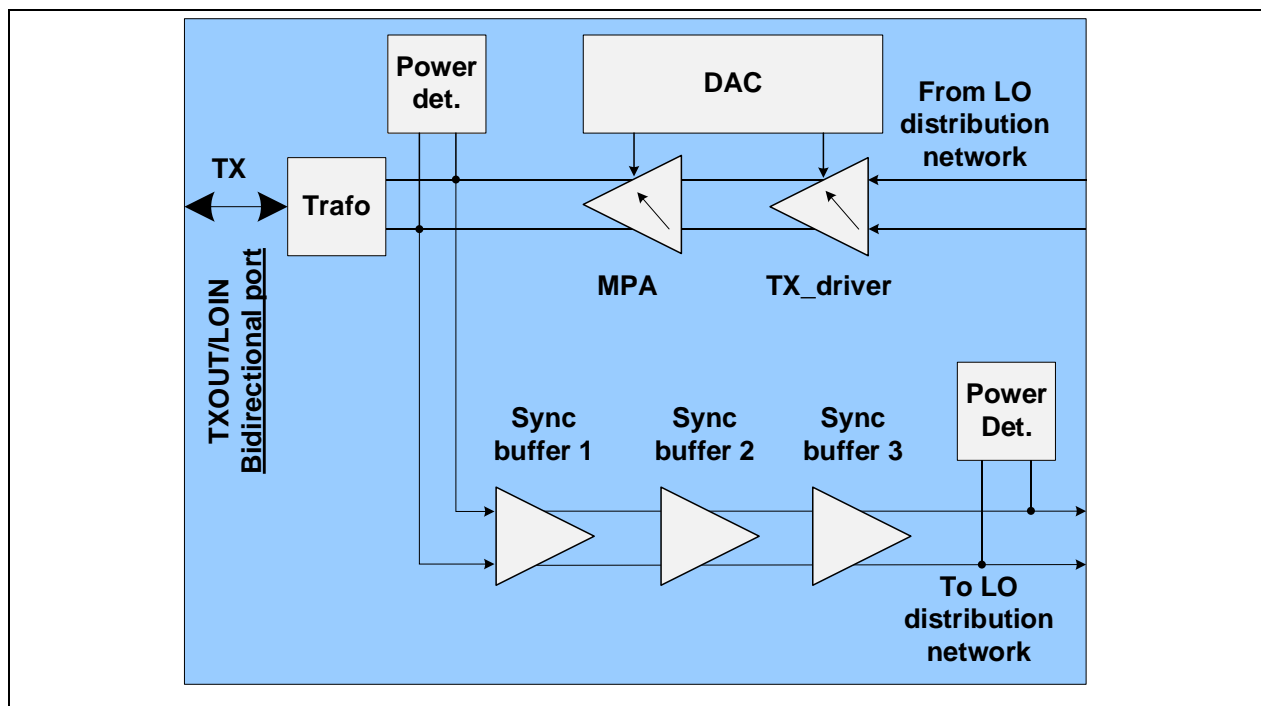 Power
det.
DAC
From LO
distribution
network
TX
Trafo
MPA
TX_driver
TXOUT/LOIN
Bidirectional port
Sync
buffer 1
Sync
buffer 2
Sync
buffer 3
Power
Det.
To LO
distribution
network